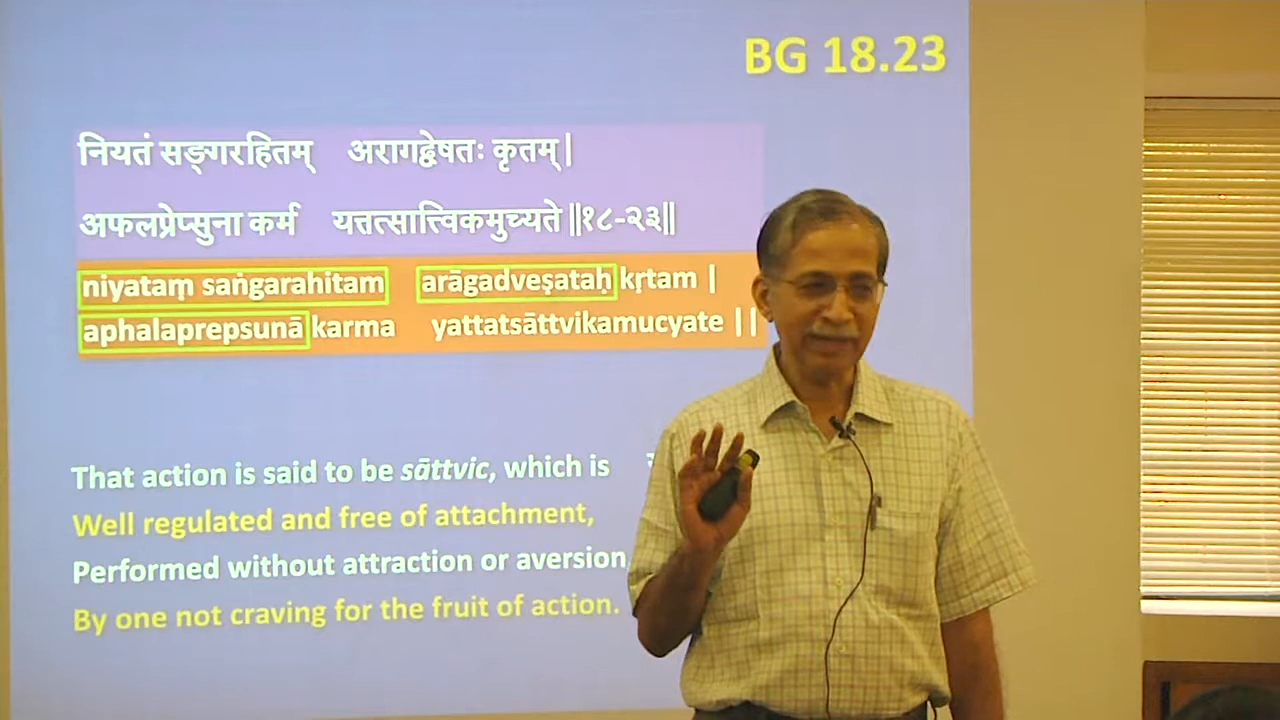 BG 18.23
नियतं सङ्गरहितम् अरागद्वेषतः कृतम् |
अफलप्रेप्सुना कर्म यत्तत्सात्त्विकमुच्यते ||१८-२३||
niyataṃ saṅgarahitam arāgadveṣataḥ kṛtam |
aphalaprepsunā karma yattatsāttvikamucyate ||
That action is said to be sāttvic, which is
Well regulated and free of attachment,
Performed without attraction or aversion
By one not craving for the fruit of action.